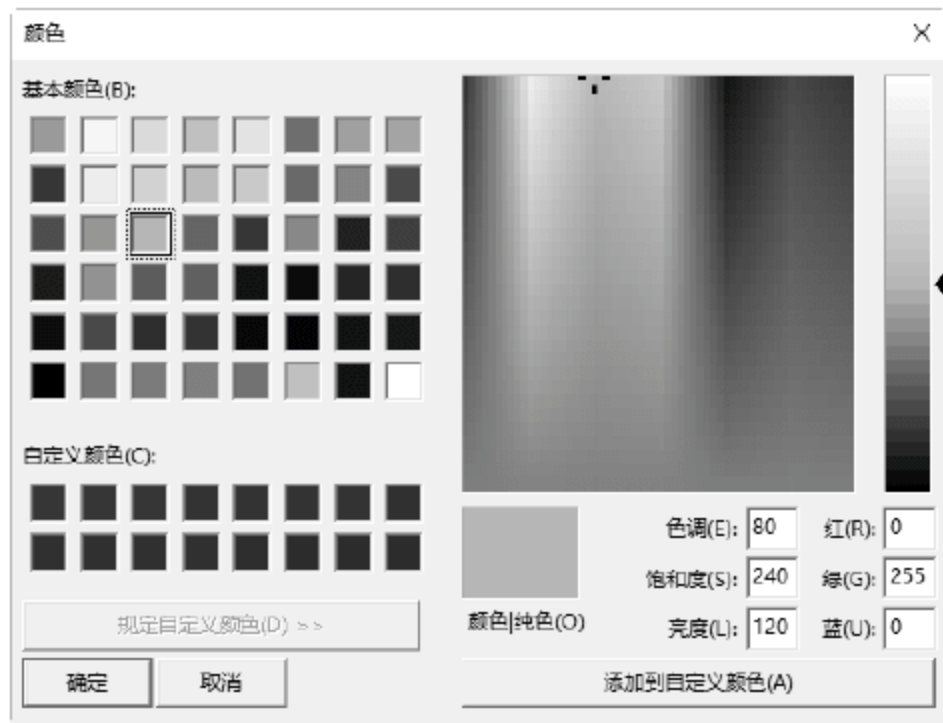 颜色
基本颜色(B):
自定义颜色(C):
规定自定义颜色(D) >>
确定
取消
颜色|纯色(O)
色调(E): 80
红(R): 0
饱和度(S): 240
绿(G): 255
亮度(L): 120
蓝(U): 0
添加到自定义颜色(A)